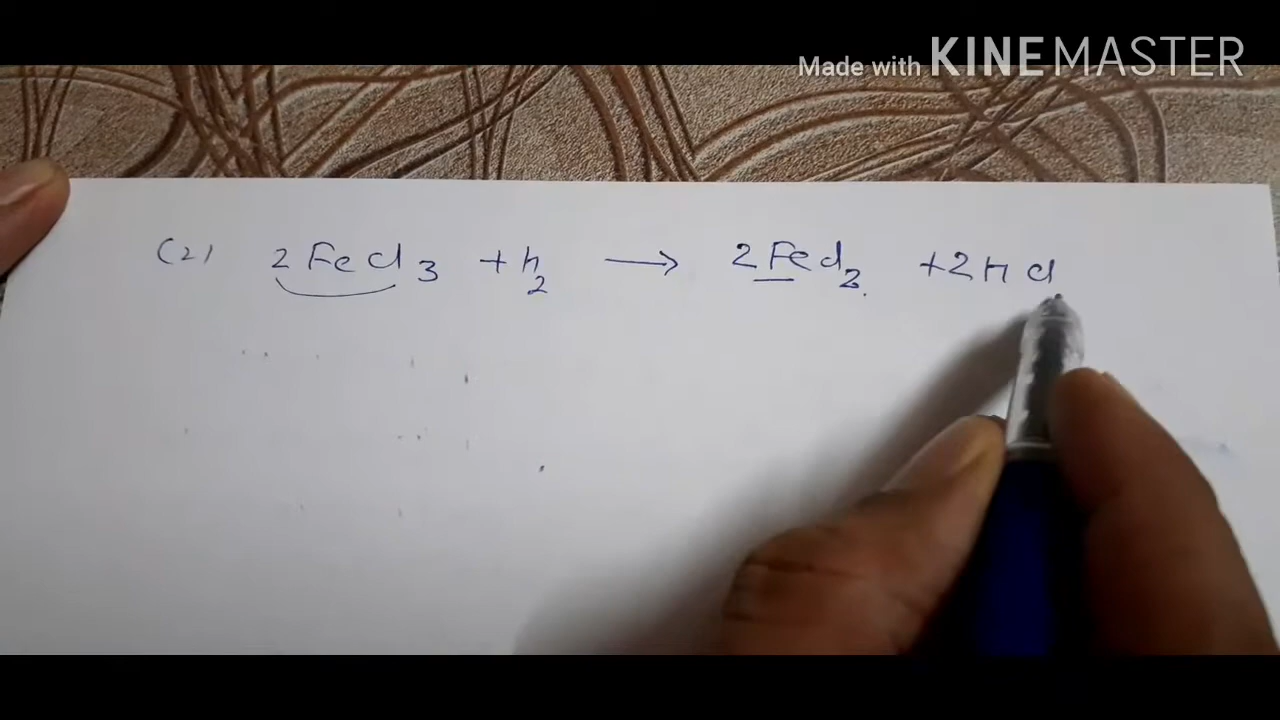 Made with KINEMASTER
(2) 2FeCl3 + h2 → 2FeCl2 + 2HCl